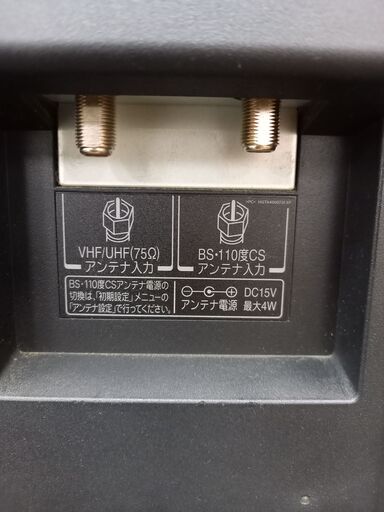 VHF/UHF(75Ω)
アンテナ入力
BS・110度CS
アンテナ入力
BS・110度CSアンテナ電源の
切換は、「初期設定」メニューの
「アンテナ設定」で行ってください。
DC15V
アンテナ電源 最大4W